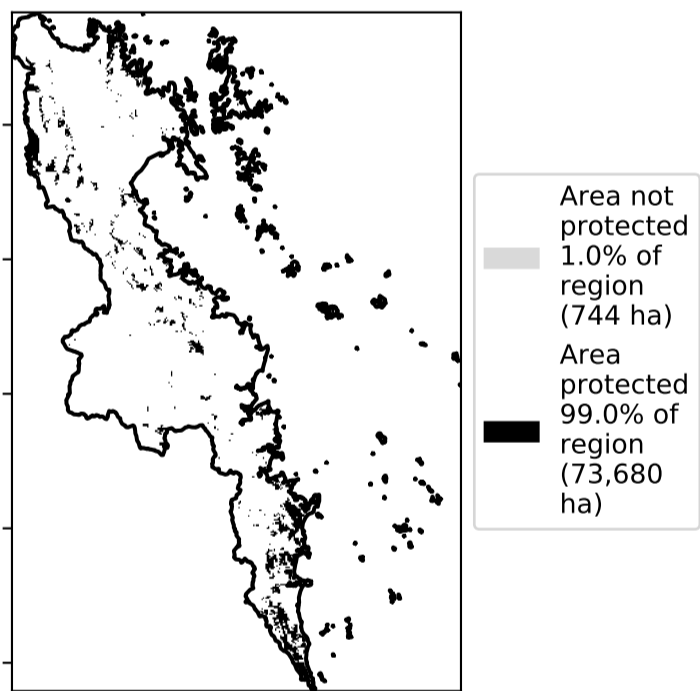 Area not
protected
1.0% of
region
(744 ha)
Area
protected
99.0% of
region
(73,680
ha)